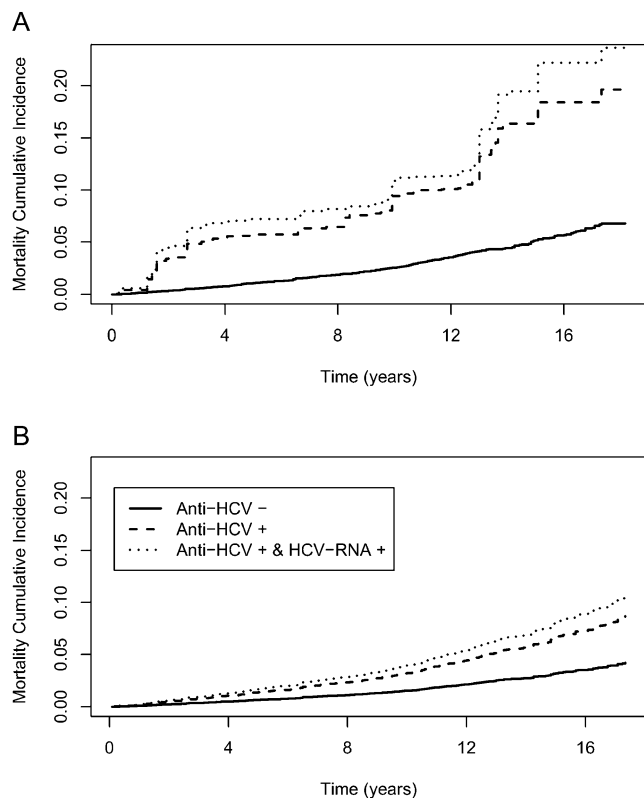 A
Mortality Cumulative Incidence
0.20
0.15
0.10
0.05
0.00
0 4 8 12 16
Time (years)
B
Mortality Cumulative Incidence
0.20
0.15
0.10
0.05
0.00
Anti−HCV −
Anti−HCV +
Anti−HCV + & HCV−RNA +
0 4 8 12 16
Time (years)